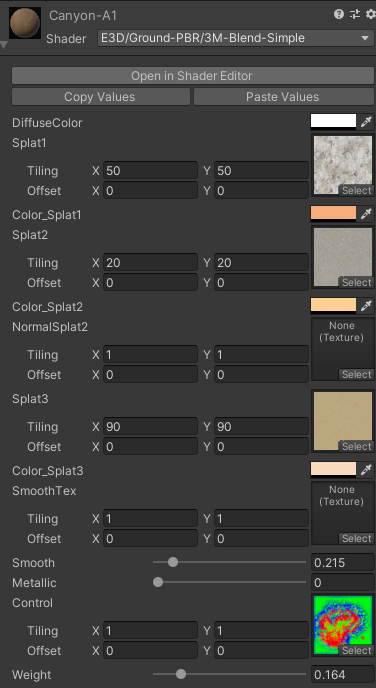 Canyon-A1
Shader E3D/Ground-PBR/3M-Blend-Simple
Open in Shader Editor
Copy Values Paste Values
DiffuseColor
Splat1
Tiling X 50 Y 50
Offset X 0 Y 0 Select
Color_Splat1
Splat2
Tiling X 20 Y 20
Offset X 0 Y 0 Select
Color_Splat2
NormalSplat2 None
(Texture)
Tiling X 1 Y 1
Offset X 0 Y 0 Select
Splat3
Tiling X 90 Y 90
Offset X 0 Y 0 Select
Color_Splat3
SmoothTex None
(Texture)
Tiling X 1 Y 1
Offset X 0 Y 0 Select
Smooth 0.215
Metallic 0
Control
Tiling X 1 Y 1
Offset X 0 Y 0 Select
Weight 0.164